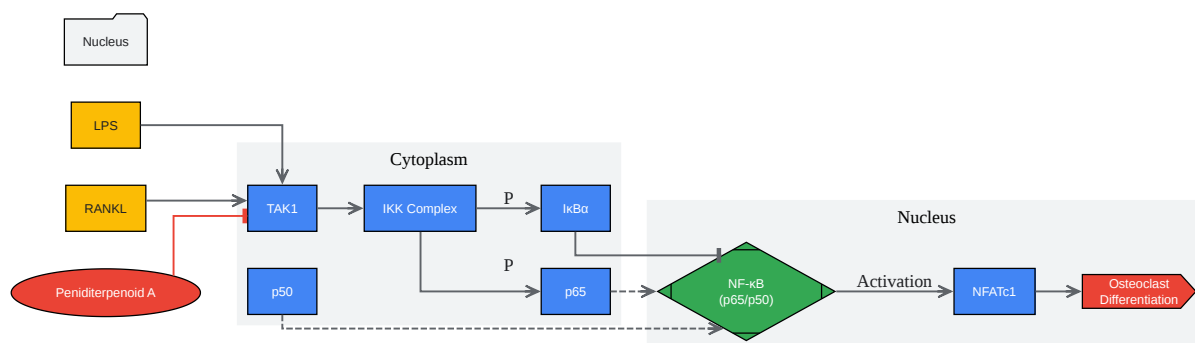 Nucleus
LPS
Cytoplasm
RANKL
TAK1
IKK Complex
P
IκBα
Nucleus
P
Peniditerpenoid A
p50
p65
NF-κB
(p65/p50)
Activation
NFATc1
Osteoclast
Differentiation